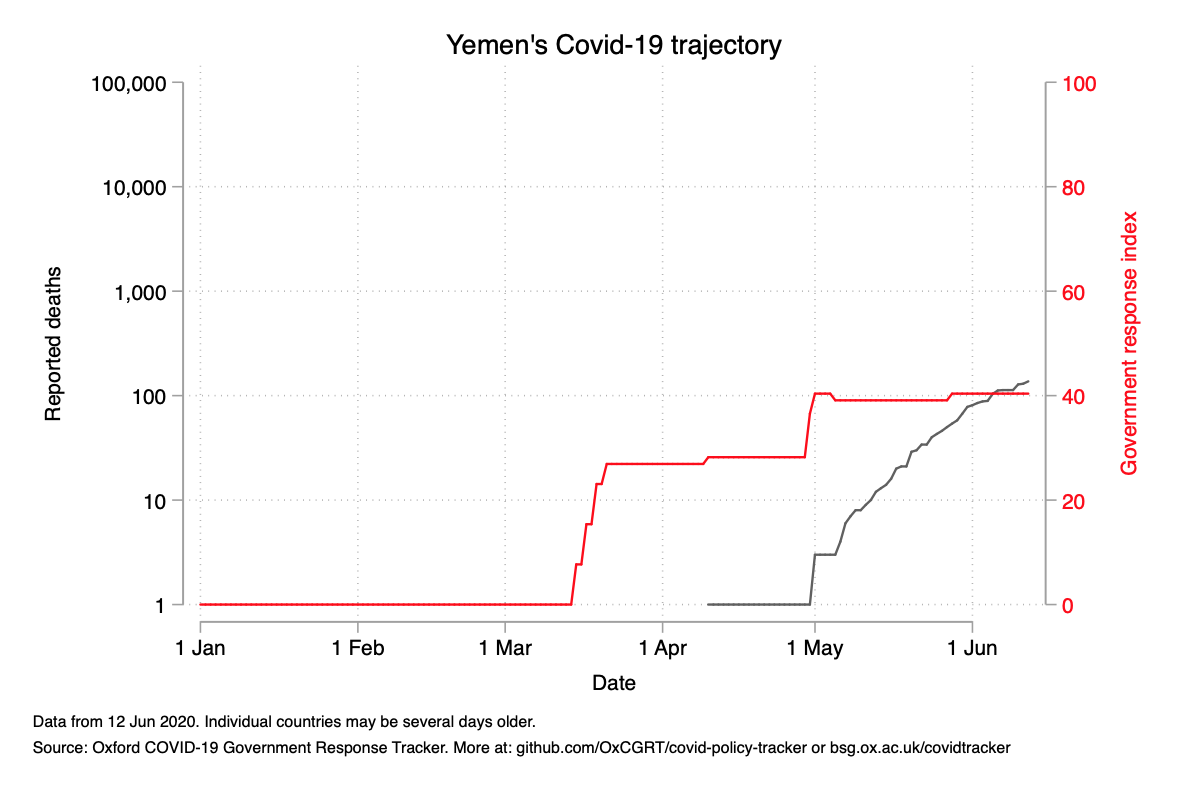 Yemen's Covid-19 trajectory
100,000
10,000
1,000
100
10
1
Reported deaths
100
80
60
40
20
0
Government response index
1 Jan 1 Feb 1 Mar 1 Apr 1 May 1 Jun
Date
Data from 12 Jun 2020. Individual countries may be several days older.
Source: Oxford COVID-19 Government Response Tracker. More at: github.com/OxCGRT/covid-policy-tracker or bsg.ox.ac.uk/covidtracker